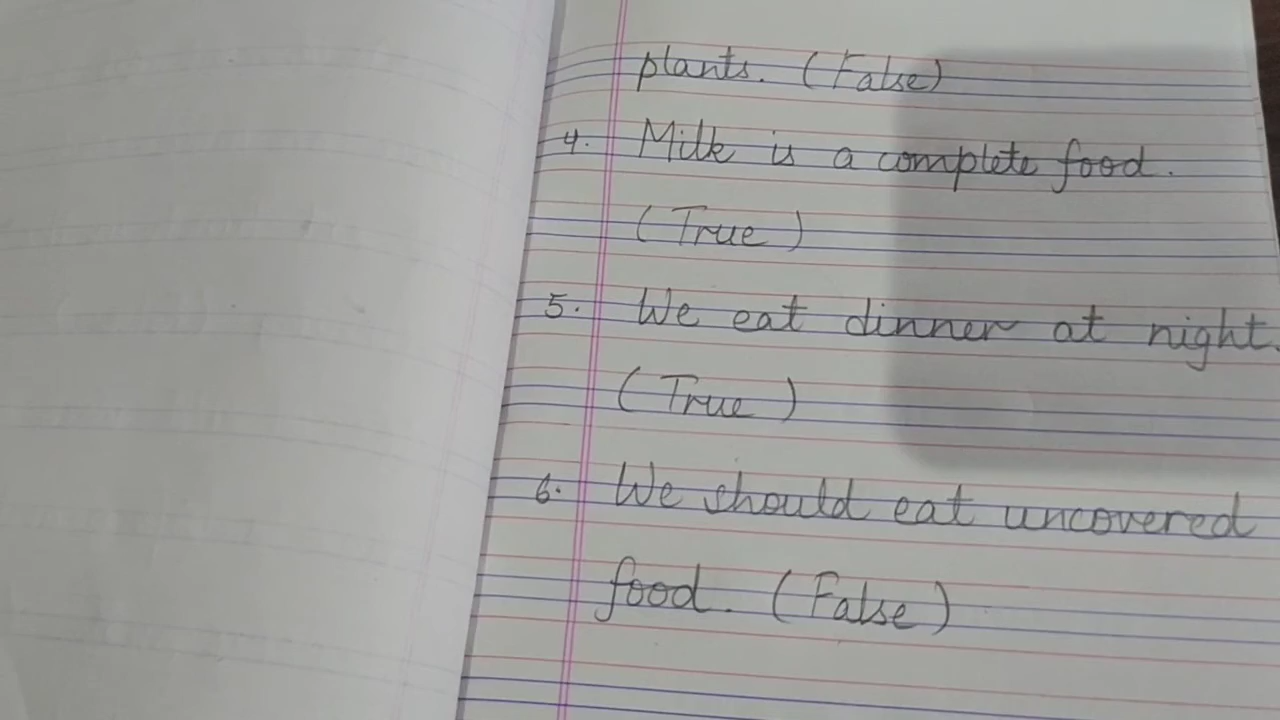 plants. (False)
4. Milk is a complete food.
(True)
5. We eat dinner at night.
(True)
6. We should eat uncovered
food. (False)